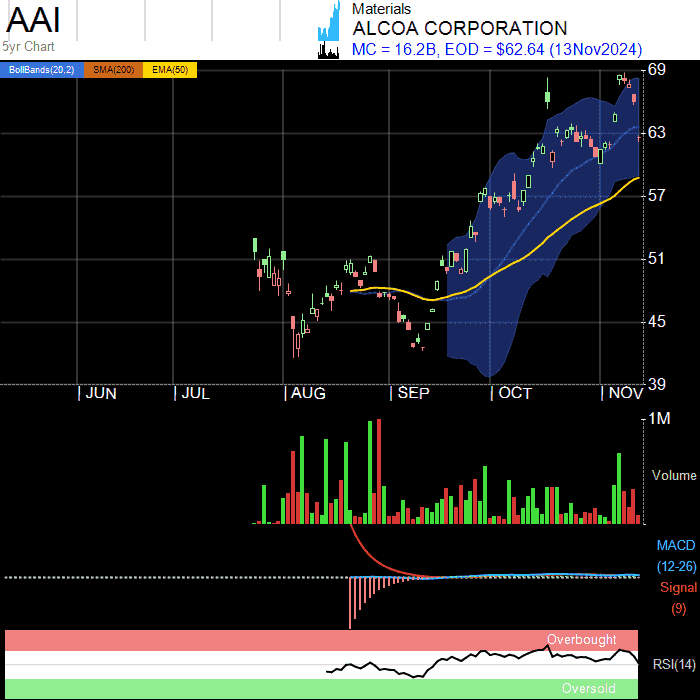 AAI
5yr Chart
Materials
ALCOA CORPORATION
MC = 16.2B, EOD = $62.64 (13Nov2024)
BollBands(20,2) SMA(200) EMA(50)
69
63
57
51
45
39
JUN JUL AUG SEP OCT NOV
1M
Volume
MACD
(12-26)
Signal
(9)
Overbought
RSI(14)
Oversold